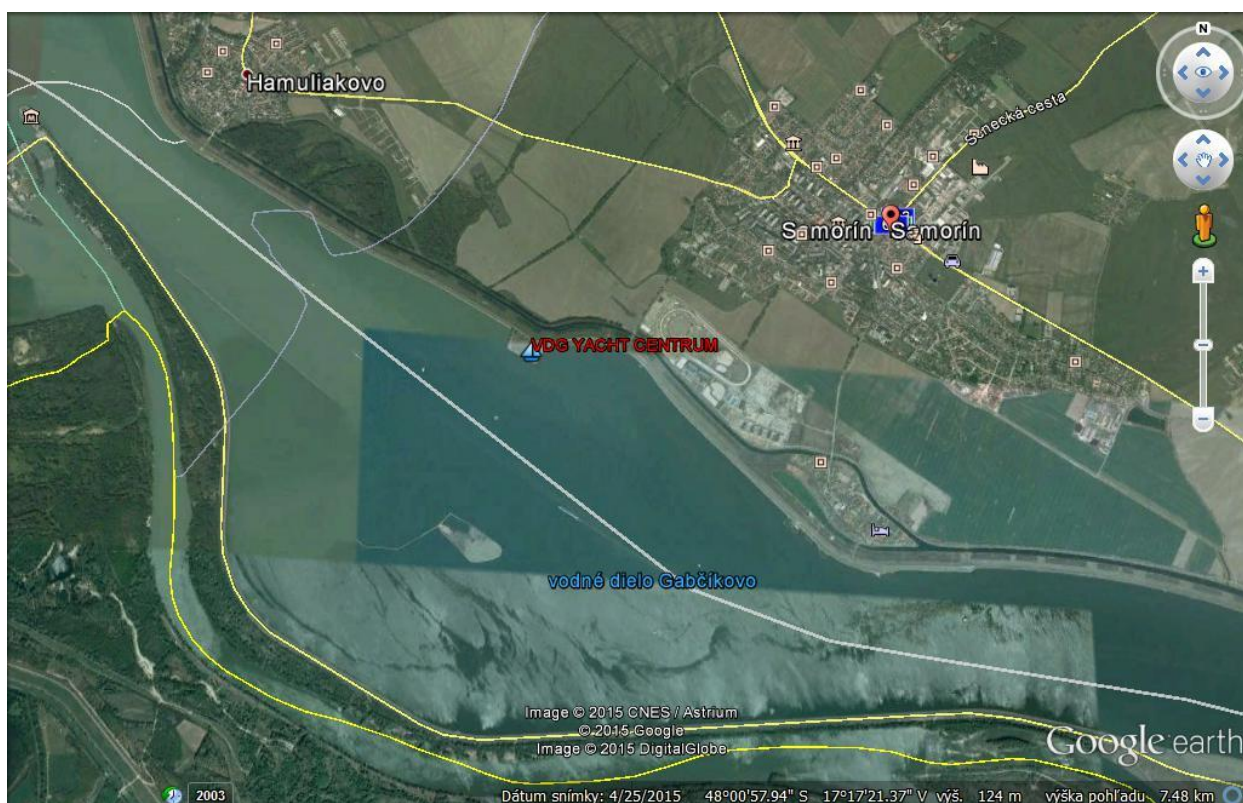 N
Hamuliakovo
Senecká cesta
Šamorín Šamorín
VDG YACHT CENTRUM
vodné dielo Gabčíkovo
Image © 2015 CNES / Astrium
© 2015 Google
Image © 2015 DigitalGlobe
Google earth
2003
Dátum snímky: 4/25/2015 48°00'57.94" S 17°17'21.37" V výš. 124 m výška pohľadu 7.48 km